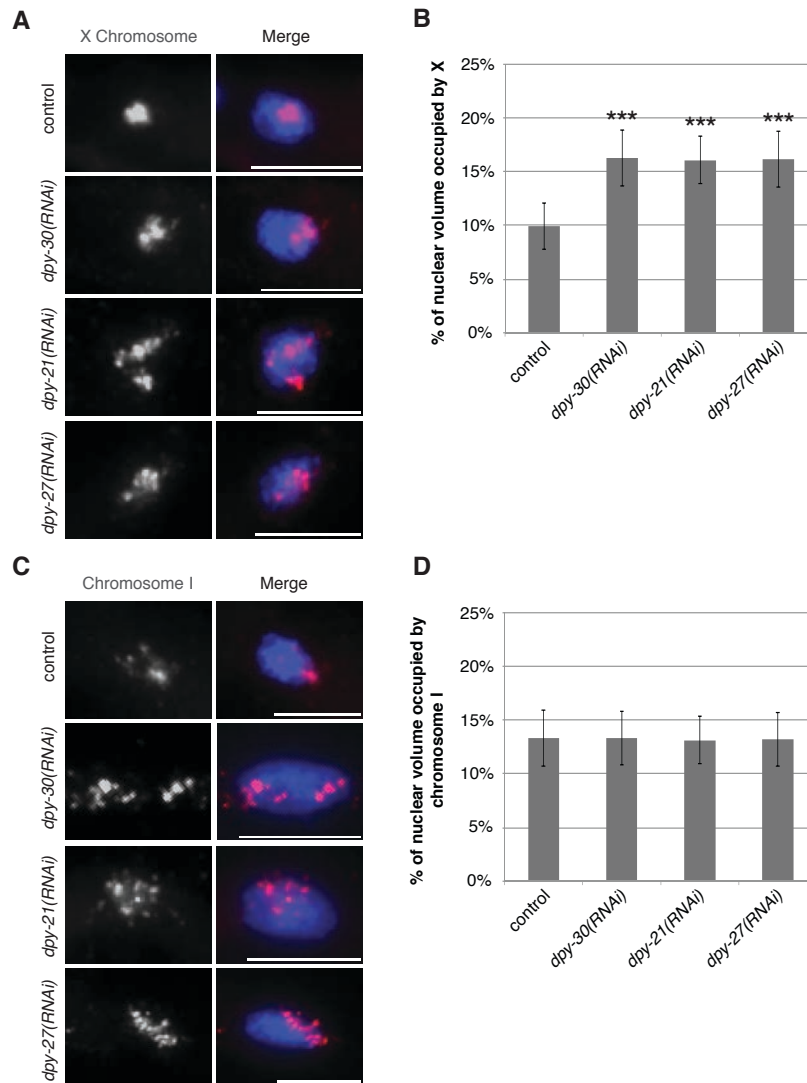 A
X Chromosome
Merge
control
dpy-30(RNAi)
dpy-21(RNAi)
dpy-27(RNAi)
B
% of nuclear volume occupied by X
25%
20%
15%
10%
5%
0%
***
***
***
control
dpy-30(RNAi)
dpy-21(RNAi)
dpy-27(RNAi)
C
Chromosome I
Merge
control
dpy-30(RNAi)
dpy-21(RNAi)
dpy-27(RNAi)
D
% of nuclear volume occupied by
chromosome I
25%
20%
15%
10%
5%
0%
control
dpy-30(RNAi)
dpy-21(RNAi)
dpy-27(RNAi)